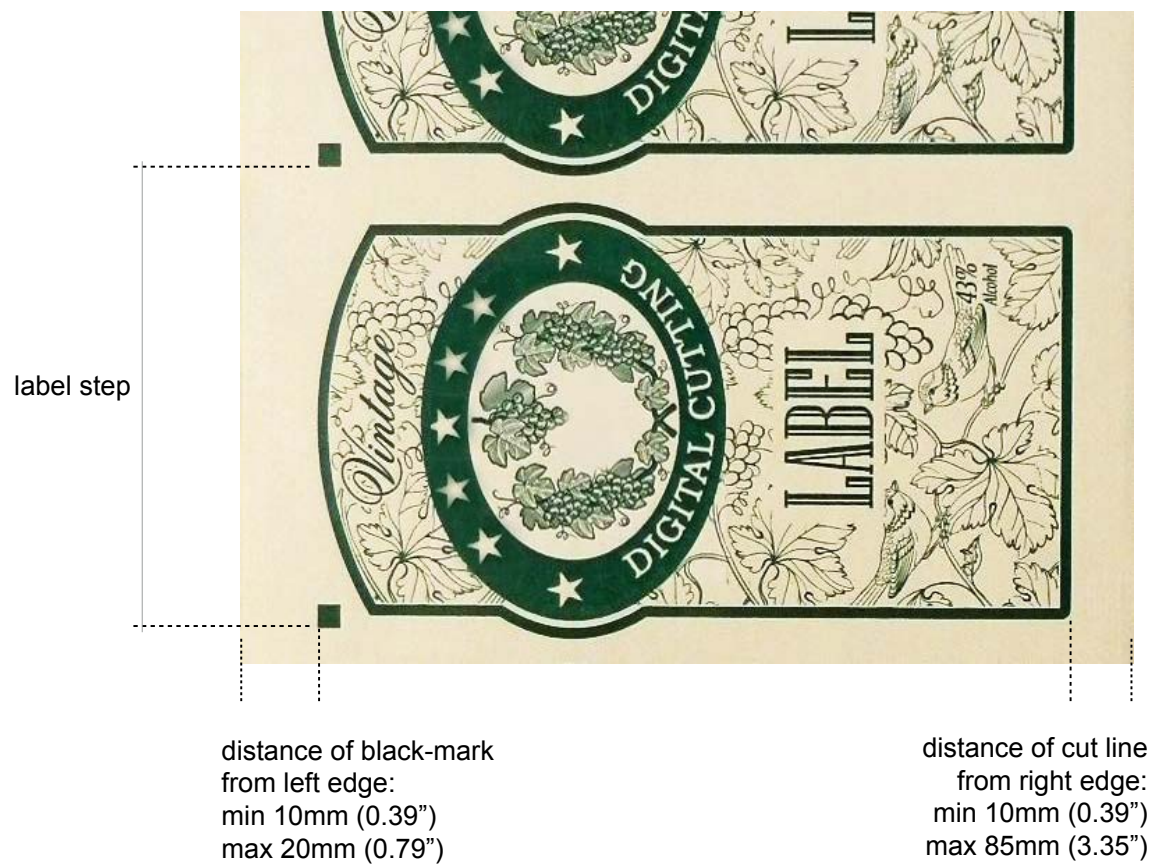 DIGITA
L
Vintage
DIGITAL CUTTING
LABEL
43%
Alcohol
label step
distance of black-mark
from left edge:
min 10mm (0.39”)
max 20mm (0.79”)
distance of cut line
from right edge:
min 10mm (0.39”)
max 85mm (3.35”)